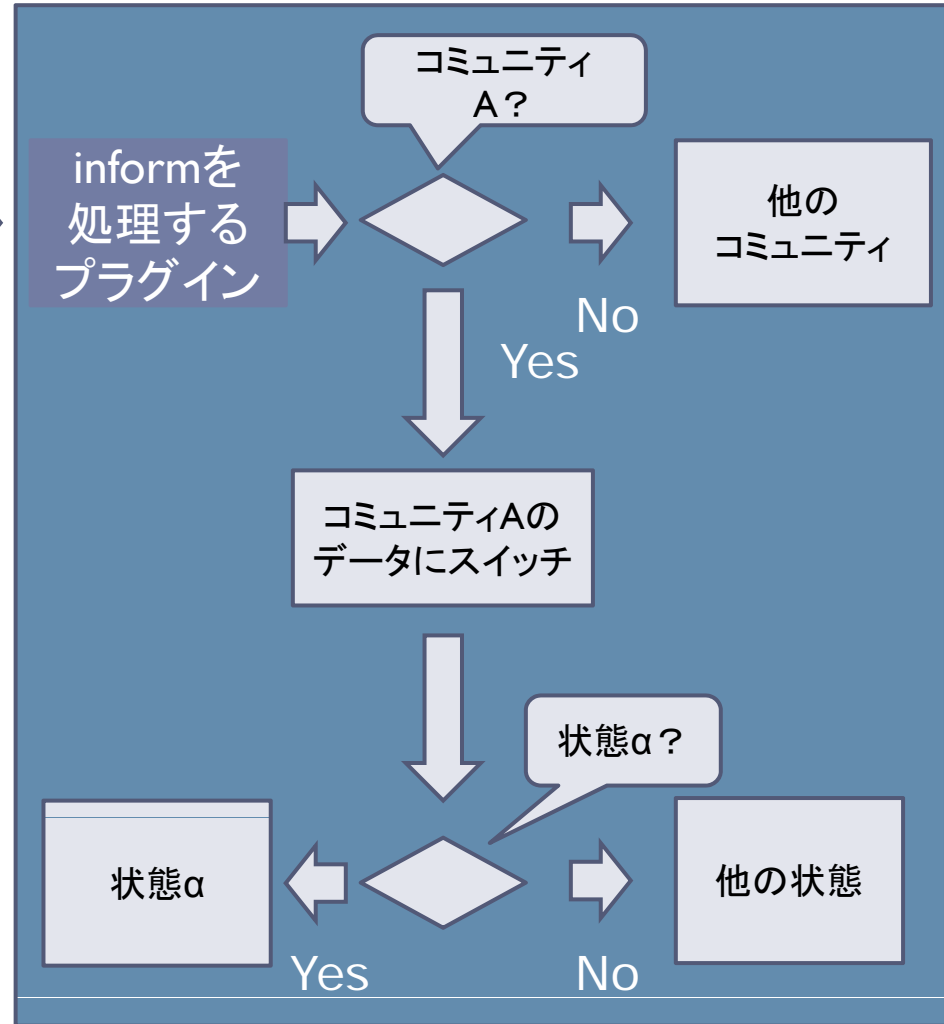 コミュニティ
A？
informを
処理する
プラグイン
他の
コミュニティ
No
Yes
コミュニティAの
データにスイッチ
状態α？
状態α
他の状態
Yes
No